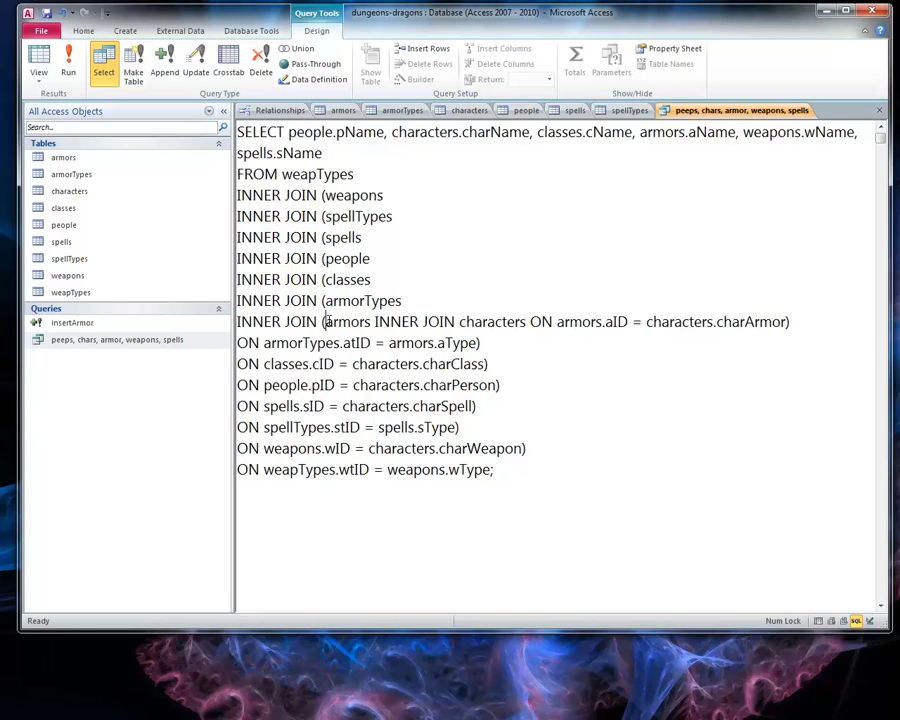 Query Tools
dungeons-dragons : Database (Access 2007 - 2010) - Microsoft Access
File Home Create External Data Database Tools Design
View
Run
Select
Make Table
Append
Update
Crosstab
Delete
Union
Pass-Through
Data Definition
Show Table
Insert Rows
Delete Rows
Builder
Insert Columns
Delete Columns
Return:
Totals
Parameters
Property Sheet
Table Names
Results
Query Type
Query Setup
Show/Hide
All Access Objects
Search...
Tables
armors
armorTypes
characters
classes
people
spells
spellTypes
weapons
weapTypes
Queries
insertArmor
peeps, chars, armor, weapons, spells
Relationships armors armorTypes characters people spells spellTypes peeps, chars, armor, weapons, spells
SELECT people.pName, characters.charName, classes.cName, armors.aName, weapons.wName,
spells.sName
FROM weapTypes
INNER JOIN (weapons
INNER JOIN (spellTypes
INNER JOIN (spells
INNER JOIN (people
INNER JOIN (classes
INNER JOIN (armorTypes
INNER JOIN (armors INNER JOIN characters ON armors.aID = characters.charArmor)
ON armorTypes.atID = armors.aType)
ON classes.cID = characters.charClass)
ON people.pID = characters.charPerson)
ON spells.sID = characters.charSpell)
ON spellTypes.stID = spells.sType)
ON weapons.wID = characters.charWeapon)
ON weapTypes.wtID = weapons.wType;
Ready
Num Lock
SQL